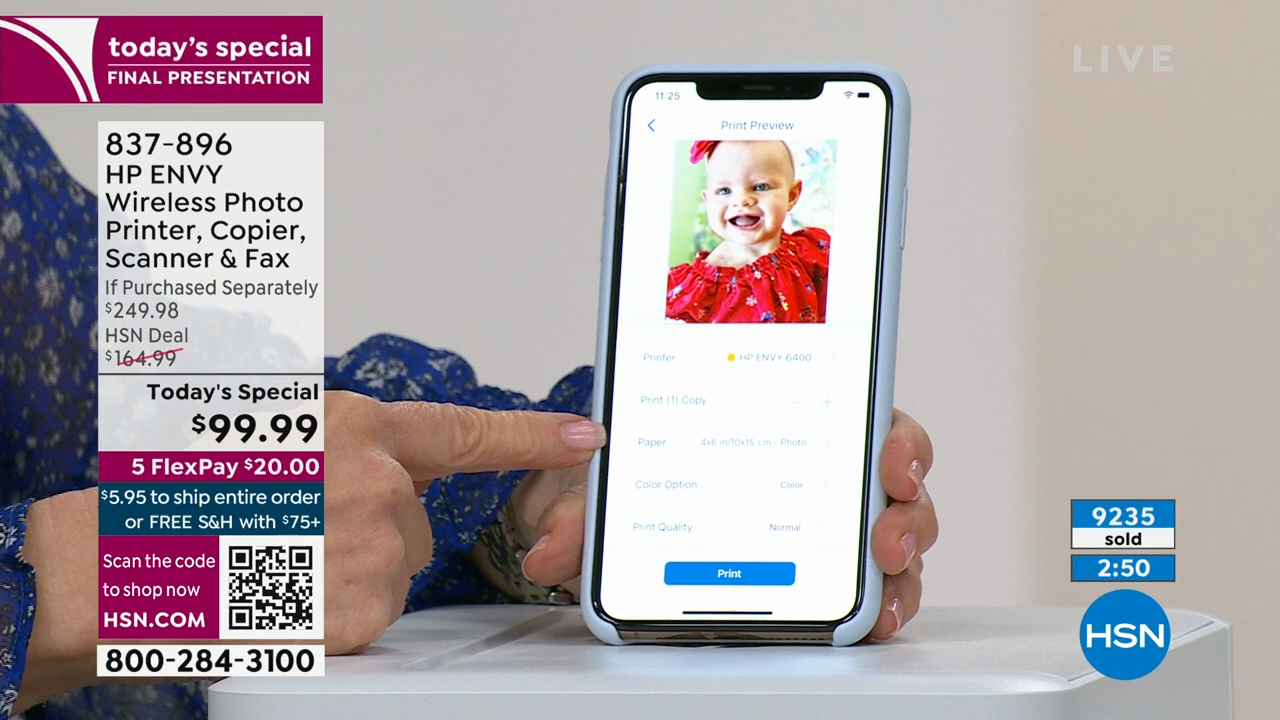 today's special
FINAL PRESENTATION
837-896
HP ENVY
Wireless Photo
Printer, Copier,
Scanner & Fax
If Purchased Separately
$249.98
HSN Deal
$164.99
Today's Special
$99.99
5 FlexPay $20.00
$5.95 to ship entire order
or FREE S&H with $75+
Scan the code
to shop now
HSN.COM
800-284-3100
LIVE
11:25
Print Preview
Printer HP ENVY 6400
Print (1) Copy
Paper 4x6 in/10x15 cm - Photo
Color Option Color
Print Quality Normal
Print
9235
sold
2:50
HSN